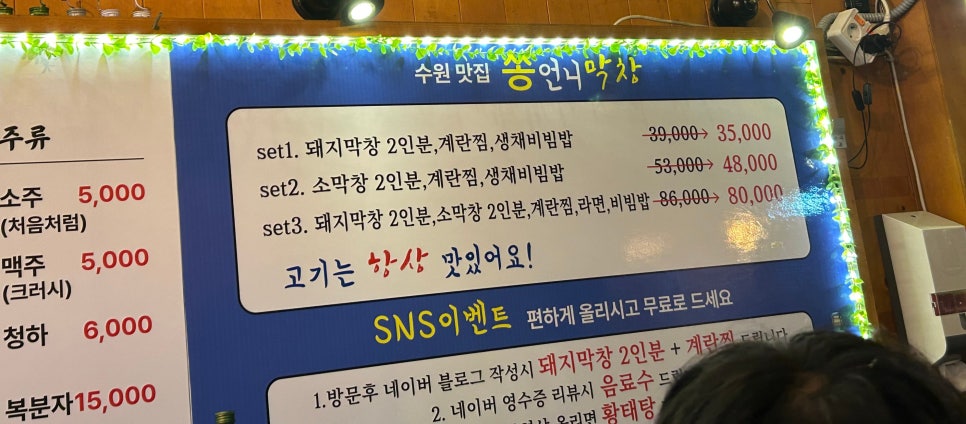 주류
소주 5,000
(처음처럼)
맥주 5,000
(크러시)
청하 6,000
복분자 15,000
수원 맛집 쫑언니막창
set1. 돼지막창 2인분,계란찜,생채비빔밥 39,000→ 35,000
set2. 소막창 2인분,계란찜,생채비빔밥 53,000→ 48,000
set3. 돼지막창 2인분,소막창 2인분,계란찜,라면,비빔밥 86,000→ 80,000
고기는 항상 맛있어요!
SNS이벤트 편하게 올리시고 무료로 드세요
1.방문후 네이버 블로그 작성시 돼지막창 2인분 + 계란찜 드립니다
2. 네이버 영수증 리뷰시 음료수
올리면 황태탕